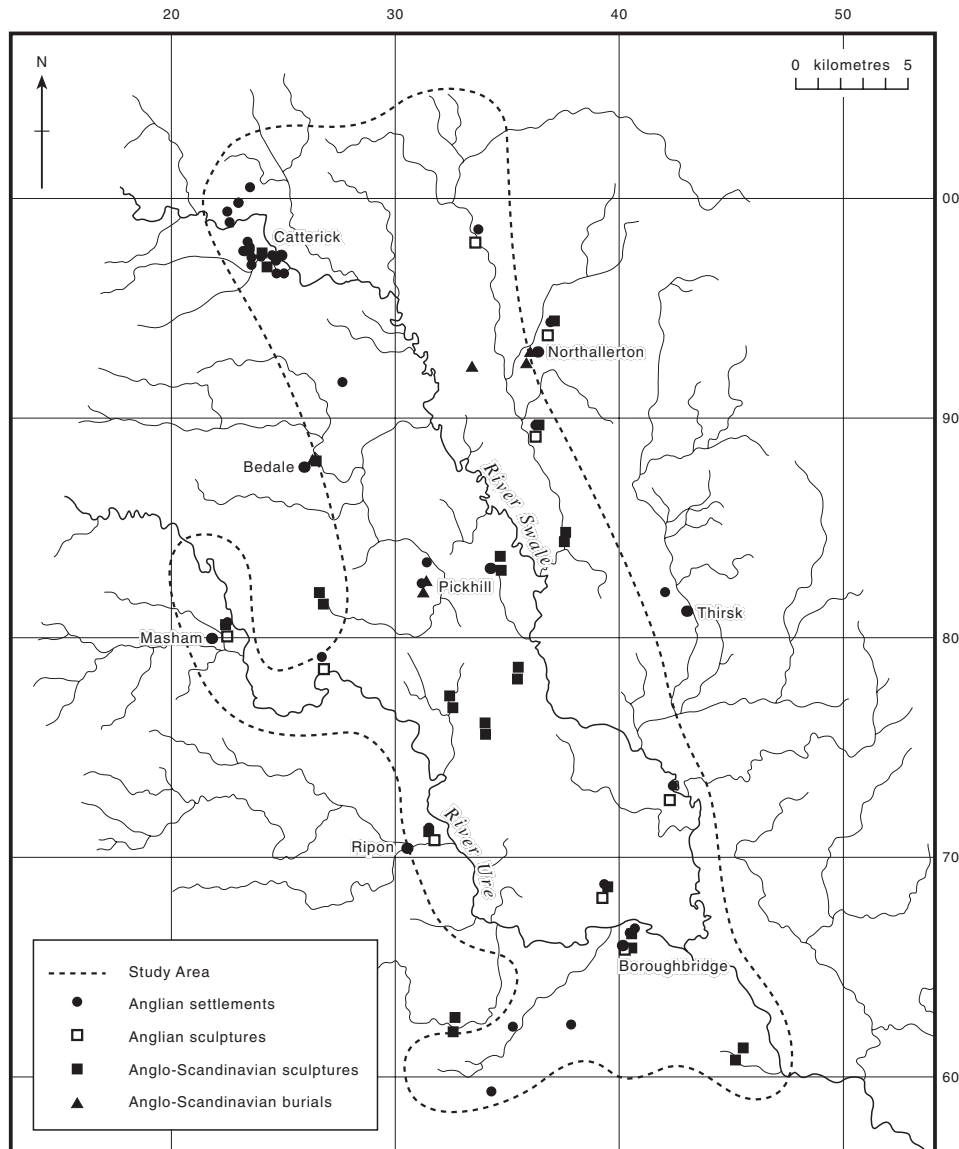 20 30 40 50
N
0 kilometres 5
00
Catterick
Northallerton
90
Bedale
River Swale
Pickhill
Thirsk
Masham
80
River Ure
Ripon
70
Boroughbridge
Study Area
Anglian settlements
Anglian sculptures
Anglo-Scandinavian sculptures
Anglo-Scandinavian burials
60